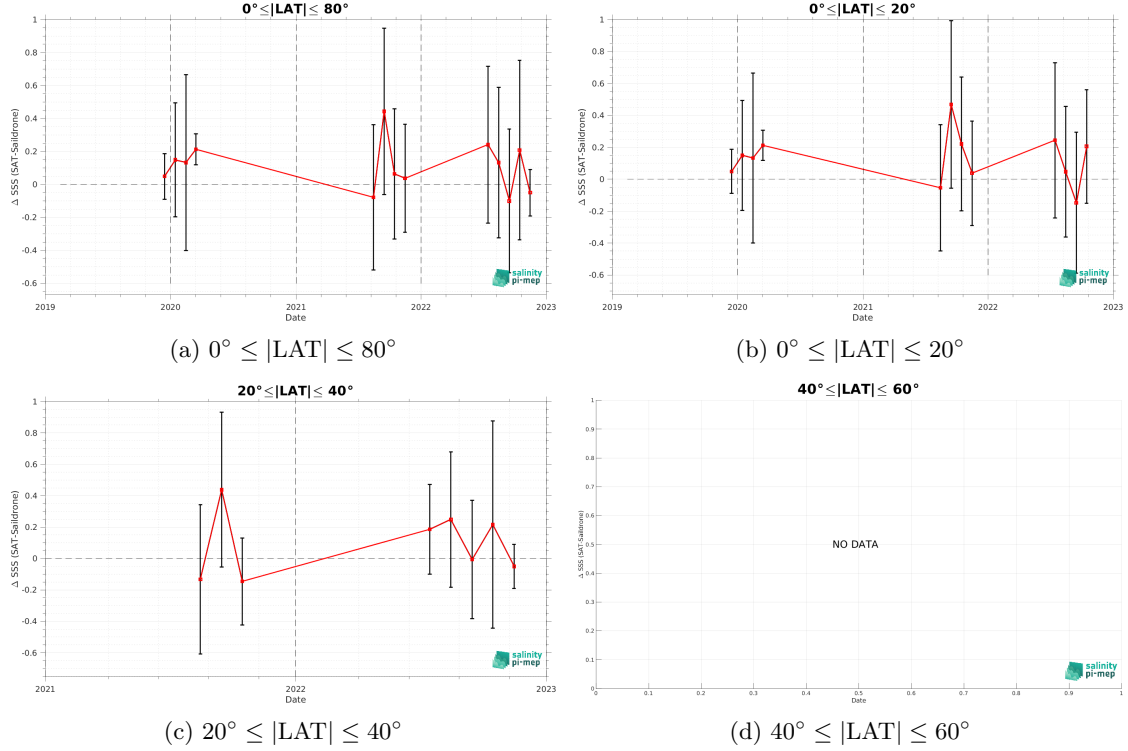 0°≤|LAT|≤ 80°
1
0.8
0.6
0.4
0.2
0
-0.2
-0.4
-0.6
Δ SSS (SAT-Saildrone)
2019
2020
2021
2022
2023
Date
salinity
pi-mep
(a) 0° ≤ |LAT| ≤ 80°
0°≤|LAT|≤ 20°
1
0.8
0.6
0.4
0.2
0
-0.2
-0.4
-0.6
Δ SSS (SAT-Saildrone)
2019
2020
2021
2022
2023
Date
salinity
pi-mep
(b) 0° ≤ |LAT| ≤ 20°
20°≤|LAT|≤ 40°
1
0.8
0.6
0.4
0.2
0
-0.2
-0.4
-0.6
Δ SSS (SAT-Saildrone)
2021
2022
2023
Date
salinity
pi-mep
(c) 20° ≤ |LAT| ≤ 40°
40°≤|LAT|≤ 60°
1
0.9
0.8
0.7
0.6
0.5
0.4
0.3
0.2
0.1
0
Δ SSS (SAT-Saildrone)
NO DATA
0
0.1
0.2
0.3
0.4
0.5
0.6
0.7
0.8
0.9
1
Date
salinity
pi-mep
(d) 40° ≤ |LAT| ≤ 60°